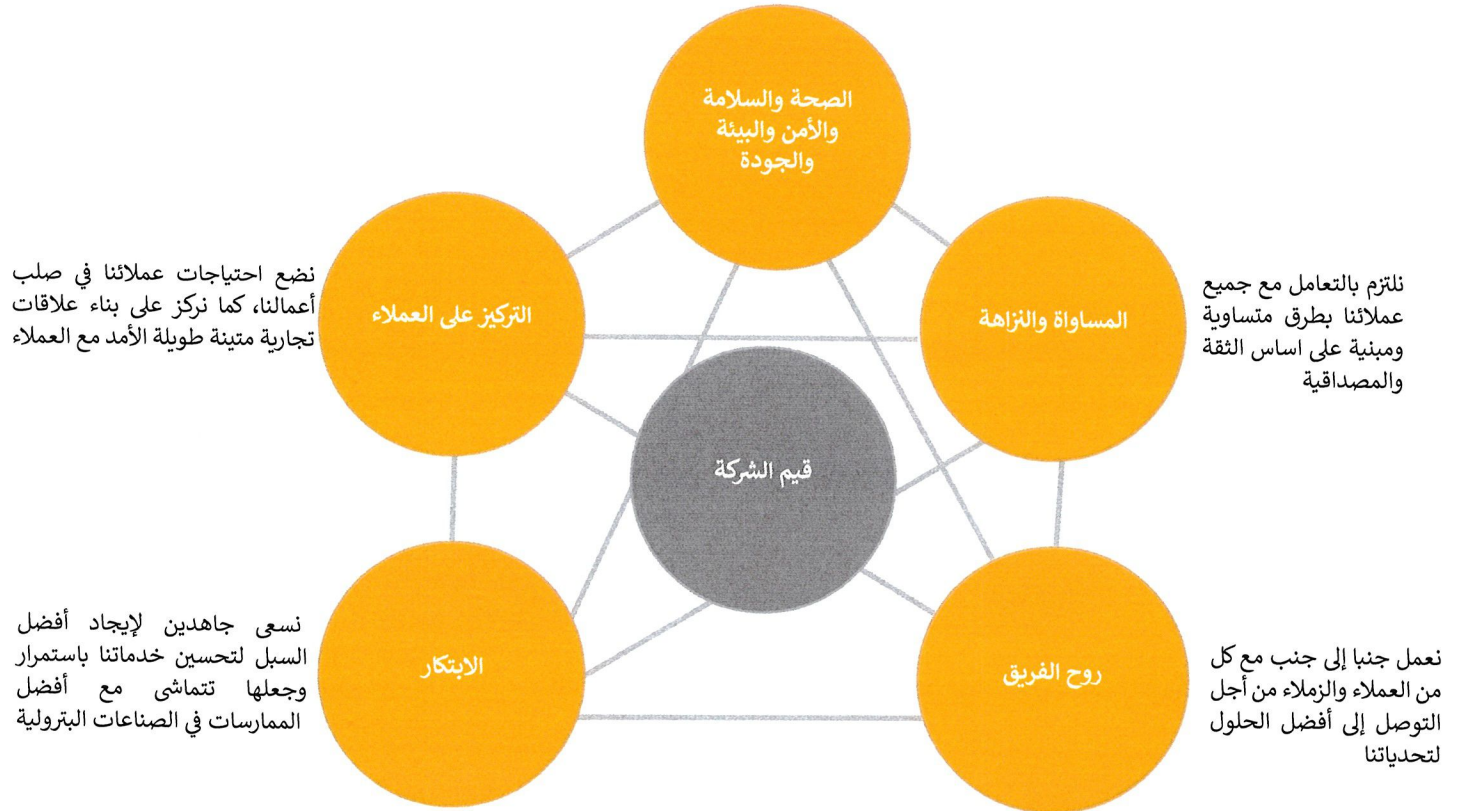 الصحة والسلامة
والأمن والبيئة
والجودة
المساواة والنزاهة
نلتزم بالتعامل مع جميع
عملائنا بطرق متساوية
ومبنية على اساس الثقة
والمصداقية
التركيز على العملاء
نضع احتياجات عملائنا في صلب
أعمالنا، كما نركز على بناء علاقات
تجارية متينة طويلة الأمد مع العملاء
قيم الشركة
روح الفريق
نعمل جنبا إلى جنب مع كل
من العملاء والزملاء من أجل
التوصل إلى أفضل الحلول
لتحدياتنا
الابتكار
نسعى جاهدين لإيجاد أفضل
السبل لتحسين خدماتنا باستمرار
وجعلها تتماشى مع أفضل
الممارسات في الصناعات البترولية